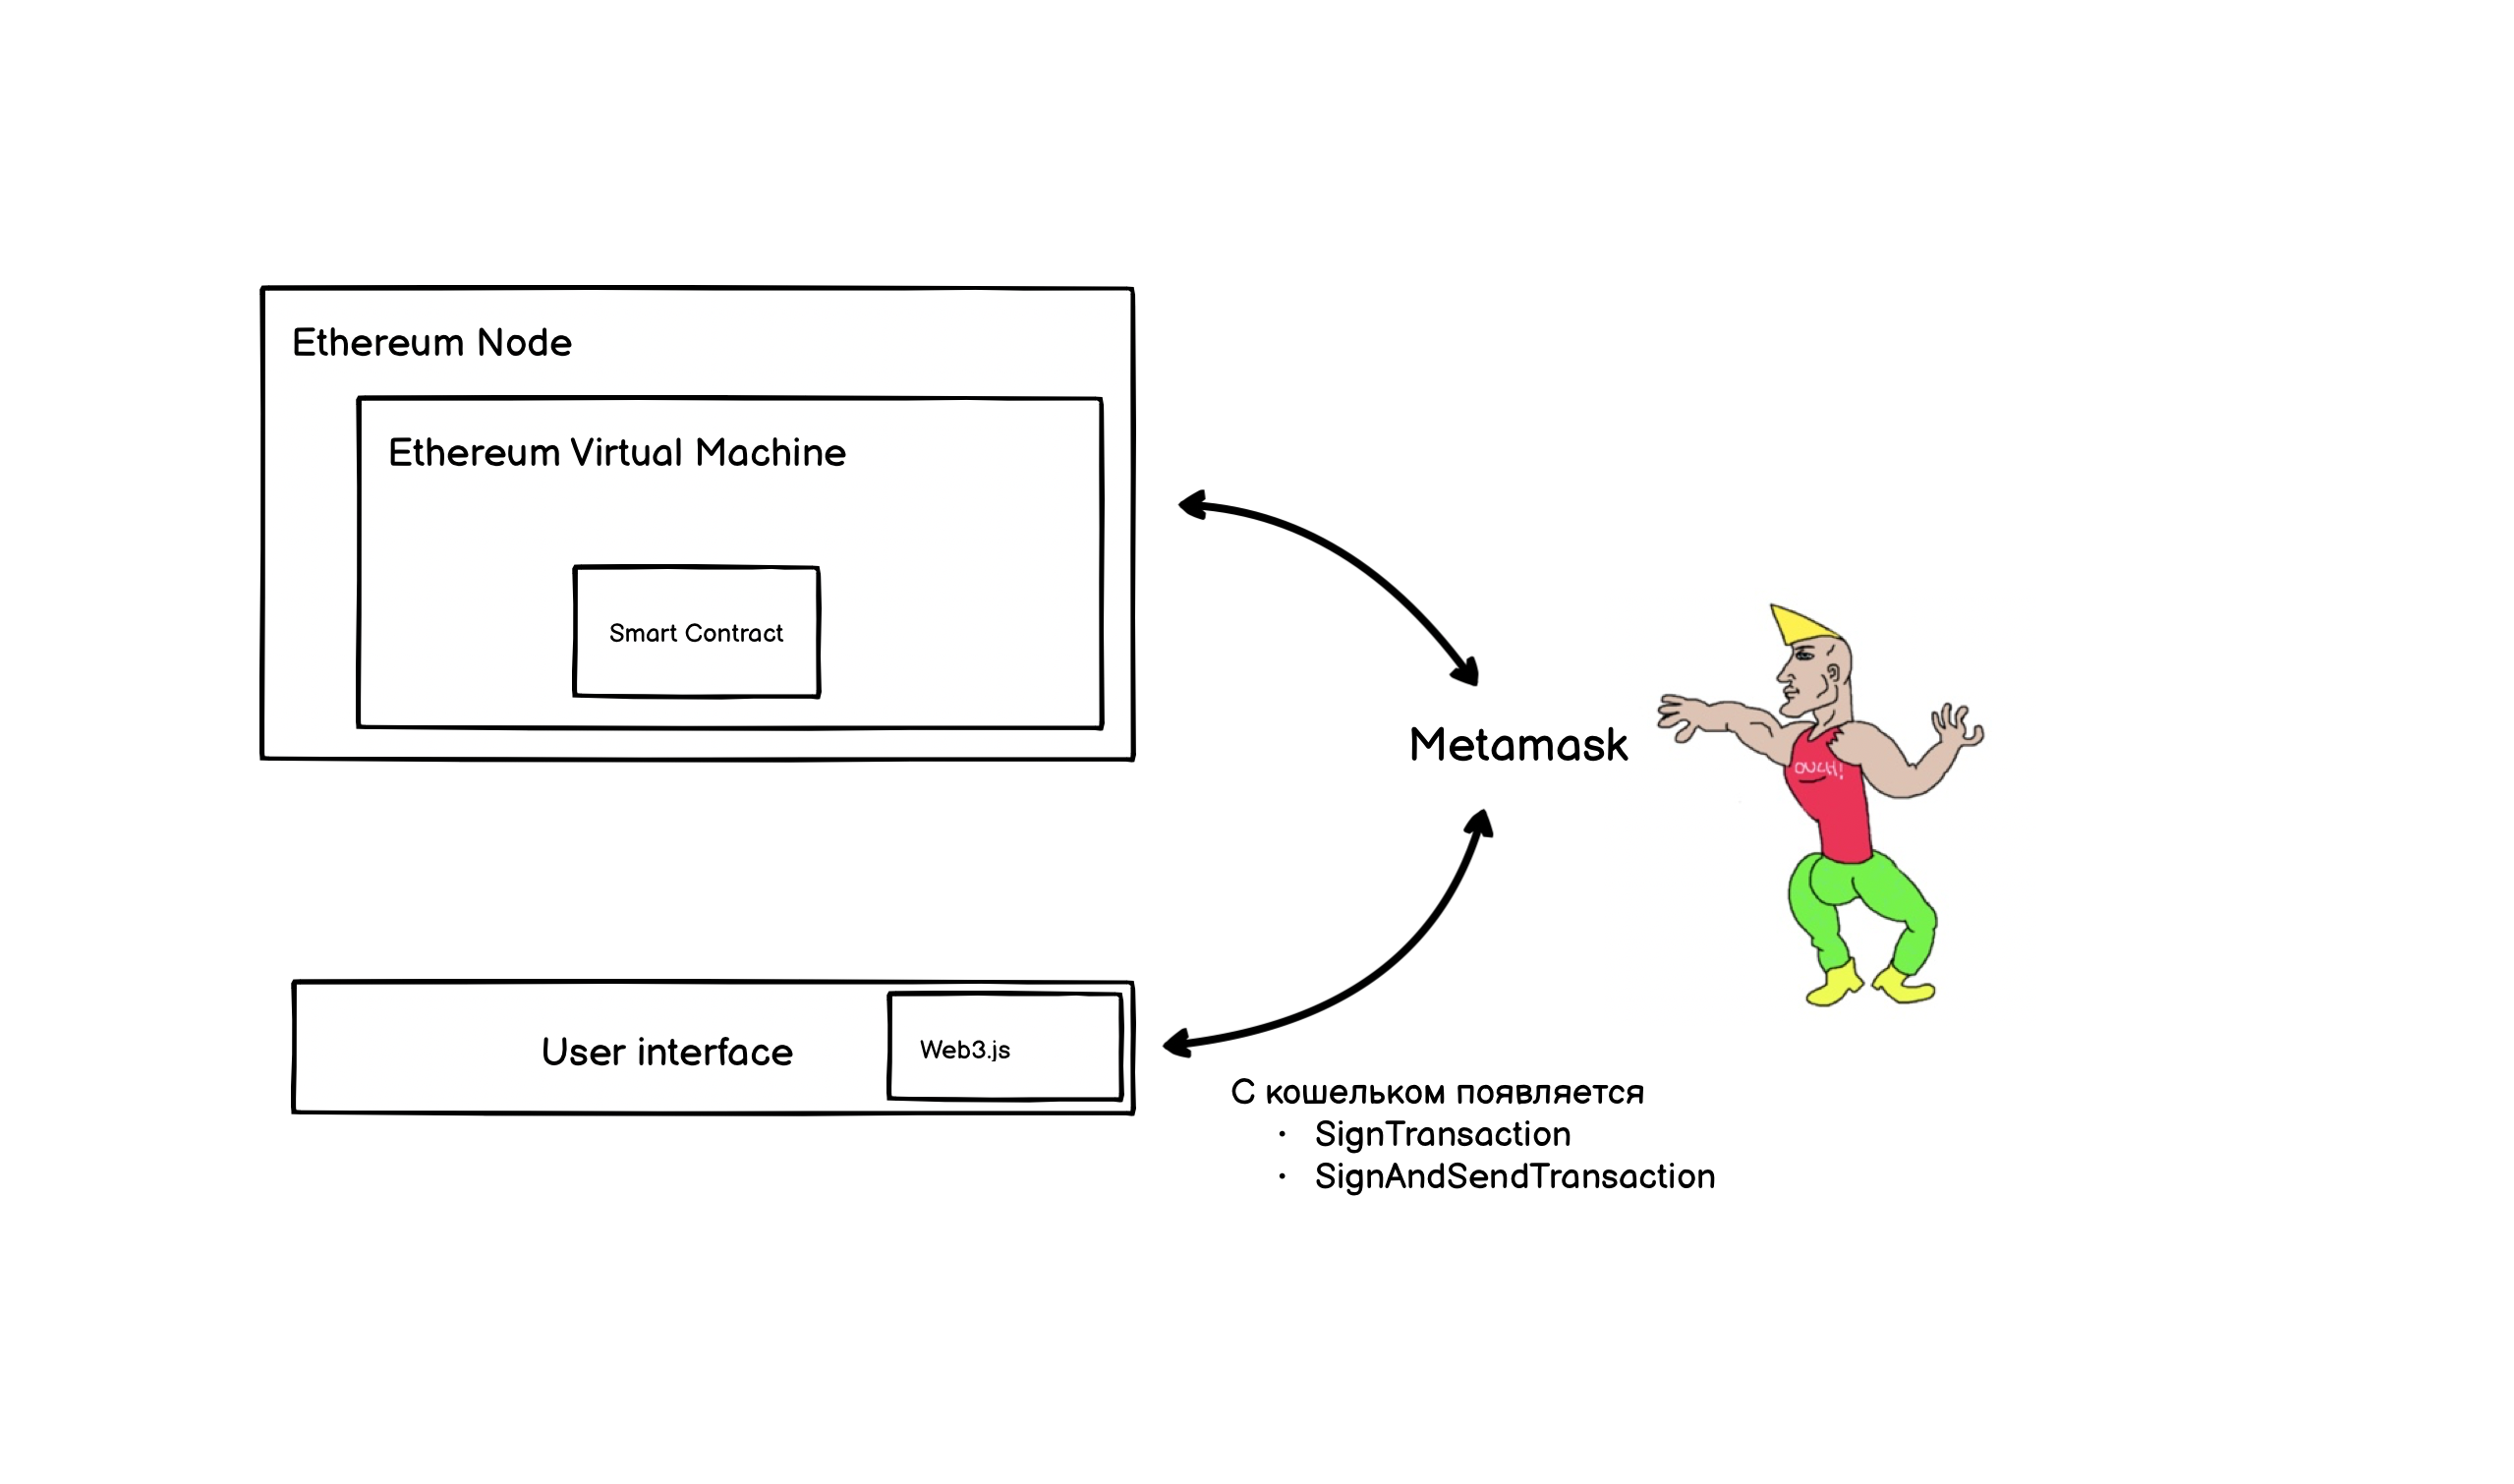 Ethereum Node
Ethereum Virtual Machine
Smart Contract
Metamask
OUCH!
User interface
Web3.js
С кошельком появляется
• SignTransaction
• SignAndSendTransaction